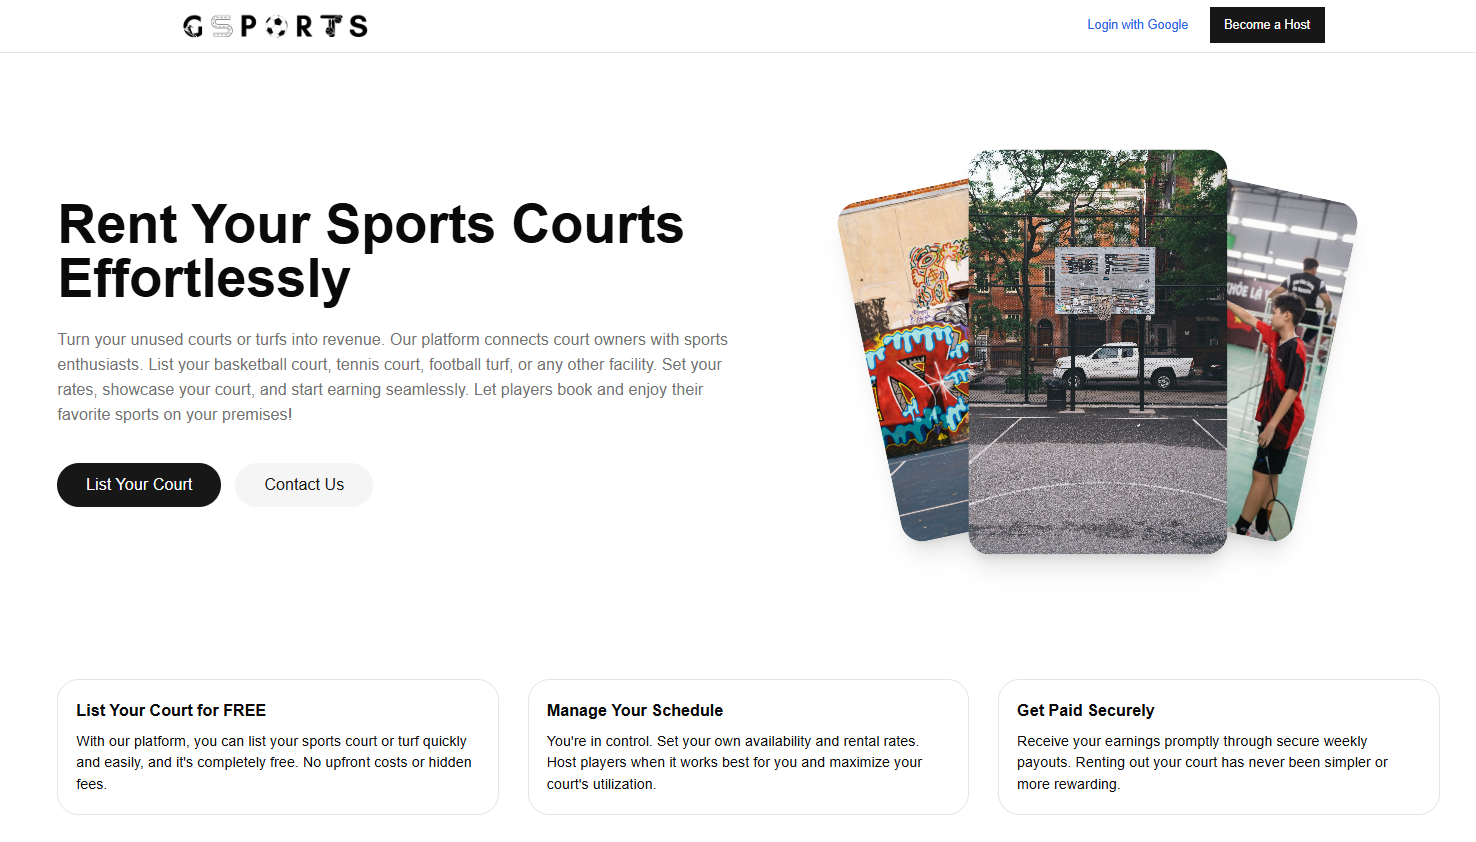 GSPORTS
Login with Google
Become a Host
Rent Your Sports Courts
Effortlessly
Turn your unused courts or turfs into revenue. Our platform connects court owners with sports
enthusiasts. List your basketball court, tennis court, football turf, or any other facility. Set your
rates, showcase your court, and start earning seamlessly. Let players book and enjoy their
favorite sports on your premises!
List Your Court
Contact Us
KHỎE LÀ
List Your Court for FREE
With our platform, you can list your sports court or turf quickly
and easily, and it's completely free. No upfront costs or hidden
fees.
Manage Your Schedule
You're in control. Set your own availability and rental rates.
Host players when it works best for you and maximize your
court's utilization.
Get Paid Securely
Receive your earnings promptly through secure weekly
payouts. Renting out your court has never been simpler or
more rewarding.